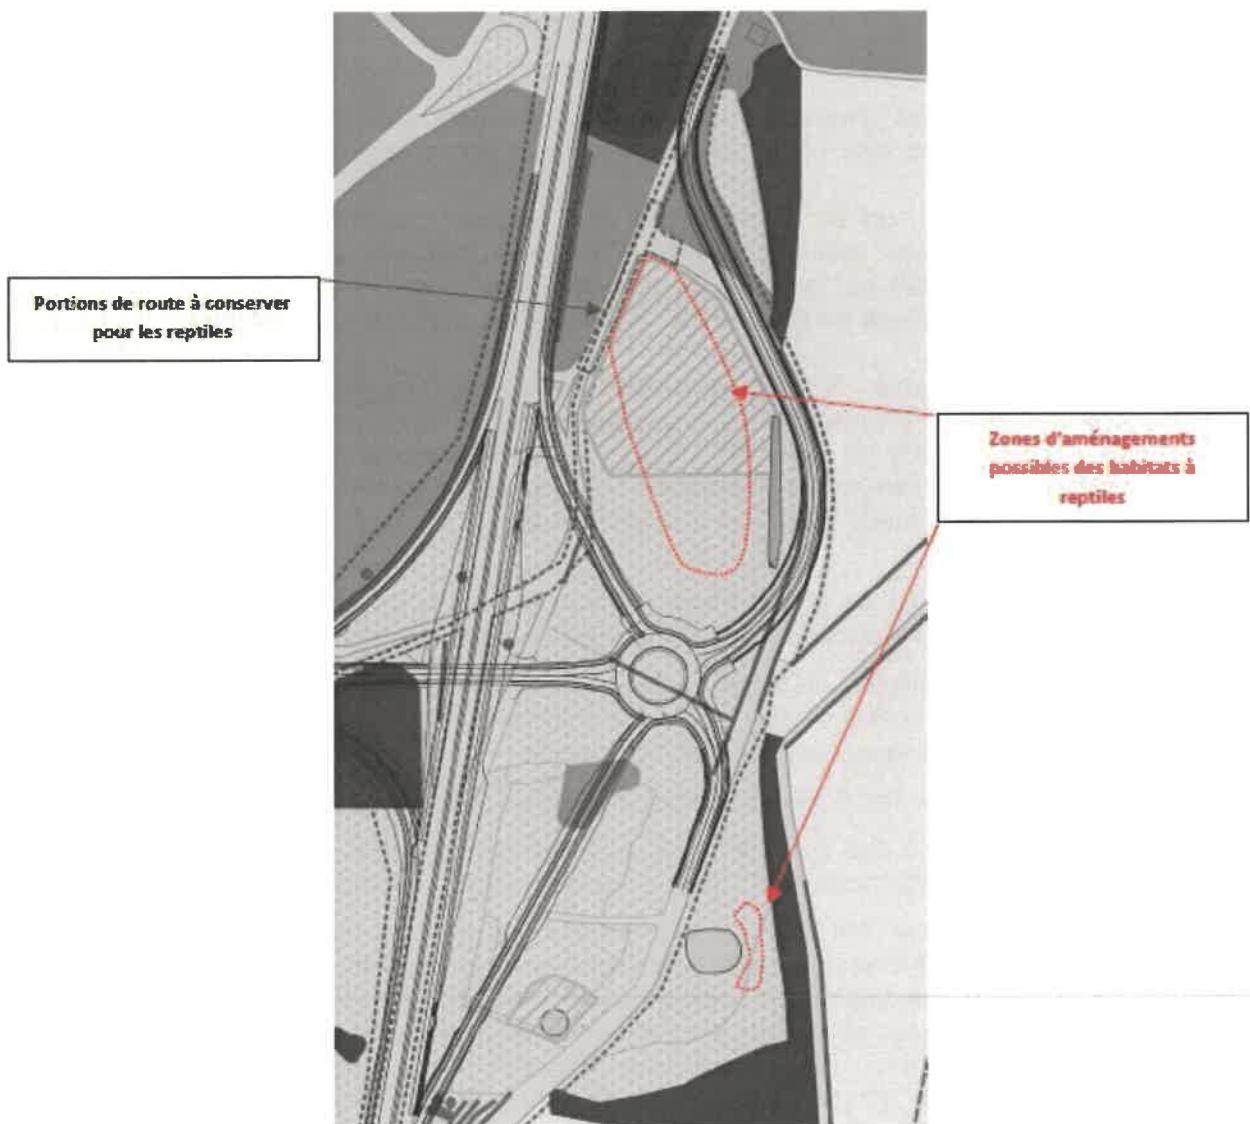 Portions de route à conserver
pour les reptiles
Zones d'aménagements
possibles des habitats à
reptiles